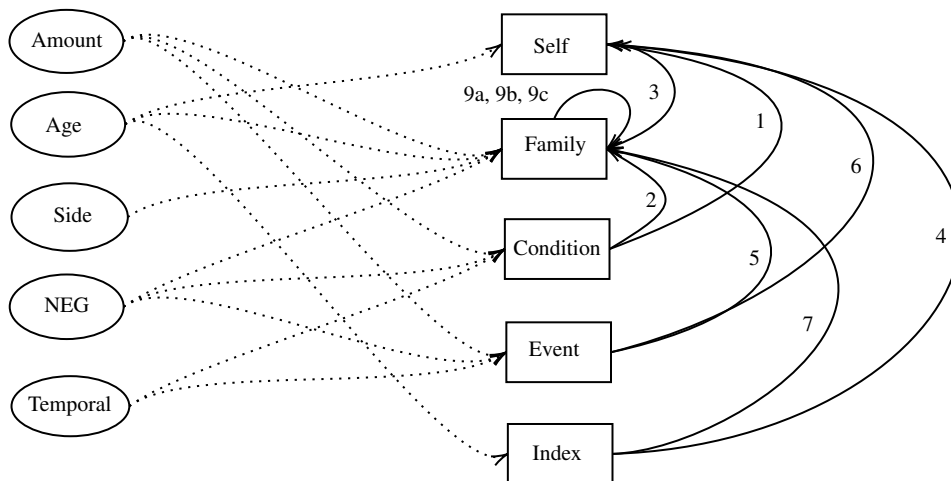 Amount
Age
Side
NEG
Temporal
Self
9a, 9b, 9c
Family
Condition
Event
Index
3
1
2
6
5
4
7